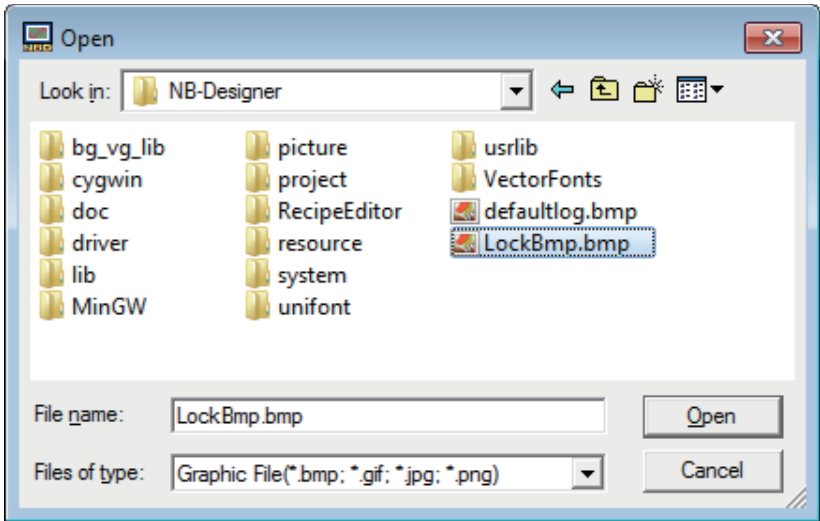 Open
Look in: NB-Designer
bg_vg_lib picture usrlib
cygwin project VectorFonts
doc RecipeEditor defaultlog.bmp
driver resource LockBmp.bmp
lib system
MinGW unifont
File name: LockBmp.bmp Open
Files of type: Graphic File(*.bmp; *.gif; *.jpg; *.png) Cancel